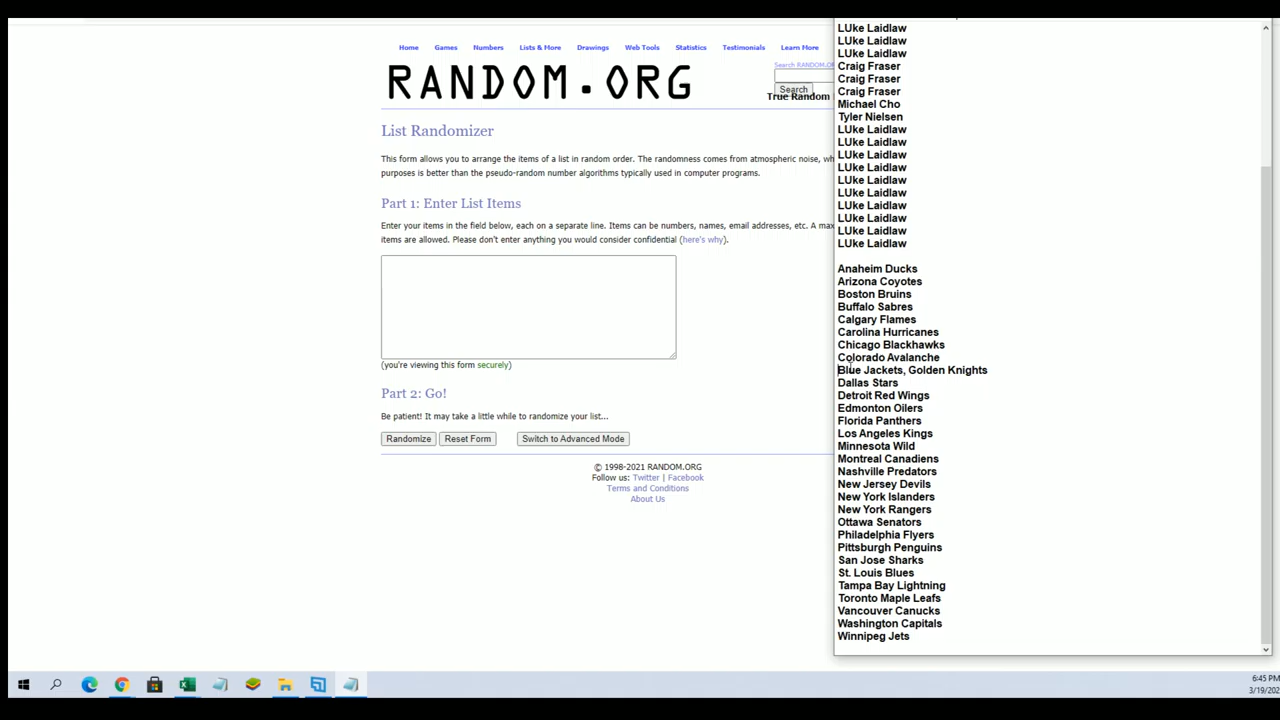 Home Games Numbers Lists & More Drawings Web Tools Statistics Testimonials Learn More
RANDOM.ORG
Search RANDOM.OR
Search
True Random
List Randomizer
This form allows you to arrange the items of a list in random order. The randomness comes from atmospheric noise, wh
purposes is better than the pseudo-random number algorithms typically used in computer programs.
Part 1: Enter List Items
Enter your items in the field below, each on a separate line. Items can be numbers, names, email addresses, etc. A max
items are allowed. Please don't enter anything you would consider confidential (here's why).
(you're viewing this form securely)
Part 2: Go!
Be patient! It may take a little while to randomize your list...
Randomize Reset Form Switch to Advanced Mode
© 1998-2021 RANDOM.ORG
Follow us: Twitter | Facebook
Terms and Conditions
About Us
LUke Laidlaw
LUke Laidlaw
LUke Laidlaw
Craig Fraser
Craig Fraser
Craig Fraser
Michael Cho
Tyler Nielsen
LUke Laidlaw
LUke Laidlaw
LUke Laidlaw
LUke Laidlaw
LUke Laidlaw
LUke Laidlaw
LUke Laidlaw
LUke Laidlaw
LUke Laidlaw
LUke Laidlaw
Anaheim Ducks
Arizona Coyotes
Boston Bruins
Buffalo Sabres
Calgary Flames
Carolina Hurricanes
Chicago Blackhawks
Colorado Avalanche
Blue Jackets, Golden Knights
Dallas Stars
Detroit Red Wings
Edmonton Oilers
Florida Panthers
Los Angeles Kings
Minnesota Wild
Montreal Canadiens
Nashville Predators
New Jersey Devils
New York Islanders
New York Rangers
Ottawa Senators
Philadelphia Flyers
Pittsburgh Penguins
San Jose Sharks
St. Louis Blues
Tampa Bay Lightning
Toronto Maple Leafs
Vancouver Canucks
Washington Capitals
Winnipeg Jets
6:45 PM
3/19/202